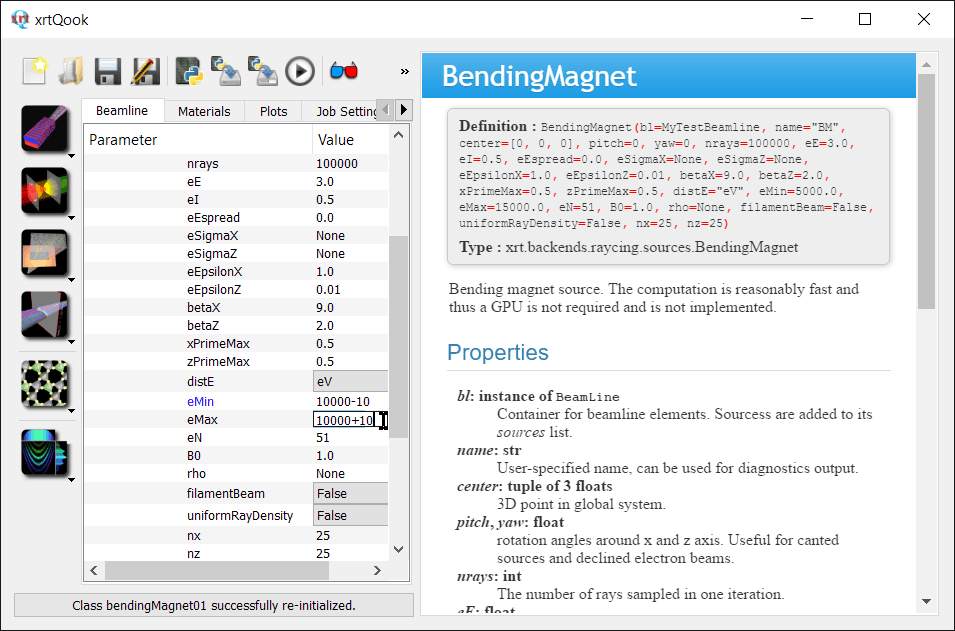 xrtQook
»
Beamline Materials Plots Job Setting
Parameter Value
nrays 100000
eE 3.0
eI 0.5
eEspread 0.0
eSigmaX None
eSigmaZ None
eEpsilonX 1.0
eEpsilonZ 0.01
betaX 9.0
betaZ 2.0
xPrimeMax 0.5
zPrimeMax 0.5
distE eV
eMin 10000-10
eMax 10000+10
eN 51
B0 1.0
rho None
filamentBeam False
uniformRayDensity False
nx 25
nz 25
Class bendingMagnet01 successfully re-initialized.
BendingMagnet
Definition : BendingMagnet(bl=MyTestBeamline, name="BM",
center=[0, 0, 0], pitch=0, yaw=0, nrays=100000, eE=3.0,
eI=0.5, eEspread=0.0, eSigmaX=None, eSigmaZ=None,
eEpsilonX=1.0, eEpsilonZ=0.01, betaX=9.0, betaZ=2.0,
xPrimeMax=0.5, zPrimeMax=0.5, distE="eV", eMin=5000.0,
eMax=15000.0, eN=51, B0=1.0, rho=None, filamentBeam=False,
uniformRayDensity=False, nx=25, nz=25)
Type : xrt.backends.raycing.sources.BendingMagnet
Bending magnet source. The computation is reasonably fast and
thus a GPU is not required and is not implemented.
Properties
bl: instance of BeamLine
Container for beamline elements. Sourcess are added to its
sources list.
name: str
User-specified name, can be used for diagnostics output.
center: tuple of 3 floats
3D point in global system.
pitch, yaw: float
rotation angles around x and z axis. Useful for canted
sources and declined electron beams.
nrays: int
The number of rays sampled in one iteration.
eE: float